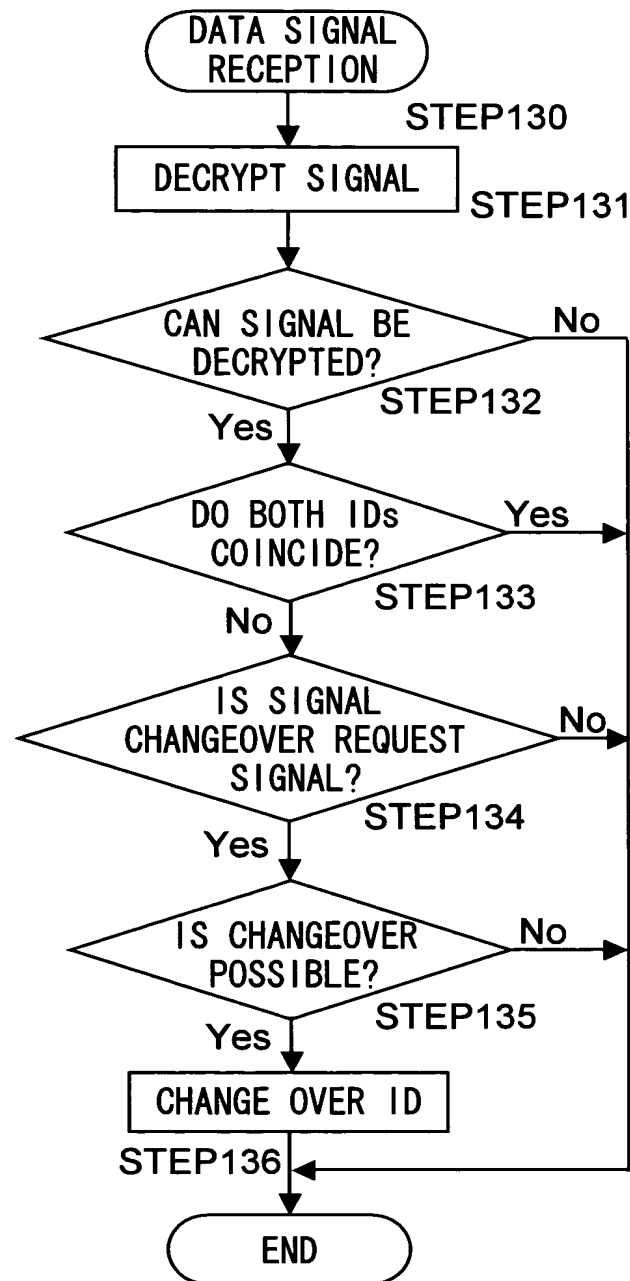 DATA SIGNAL
RECEPTION
STEP130
DECRYPT SIGNAL
STEP131
CAN SIGNAL BE
DECRYPTED?
No
STEP132
Yes
DO BOTH IDs
COINCIDE?
Yes
STEP133
No
IS SIGNAL
CHANGEOVER REQUEST
SIGNAL?
No
STEP134
Yes
IS CHANGEOVER
POSSIBLE?
No
STEP135
Yes
CHANGE OVER ID
STEP136
END